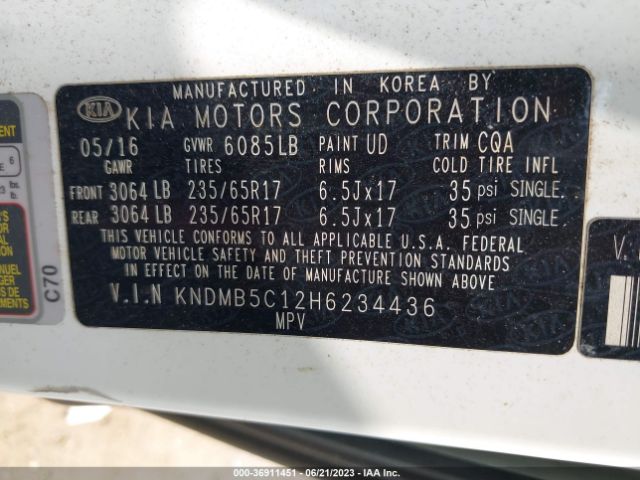 MANUFACTURED IN KOREA BY
KIA KIA MOTORS CORPORATION
05/16 GVWR 6085LB PAINT UD TRIM CQA
GAWR TIRES RIMS COLD TIRE INFL
FRONT 3064 LB 235/65R17 6.5Jx17 35 psi SINGLE.
REAR 3064 LB 235/65R17 6.5Jx17 35 psi SINGLE.
THIS VEHICLE CONFORMS TO ALL APPLICABLE U.S.A. FEDERAL
MOTOR VEHICLE SAFETY AND THEFT PREVENTION STANDARDS
IN EFFECT ON THE DATE OF MANUFACTURE SHOWN ABOVE
V.I.N KNDMB5C12H6234436
MPV
C70
6
V.
000-36911451 - 06/21/2023 - IAA Inc.